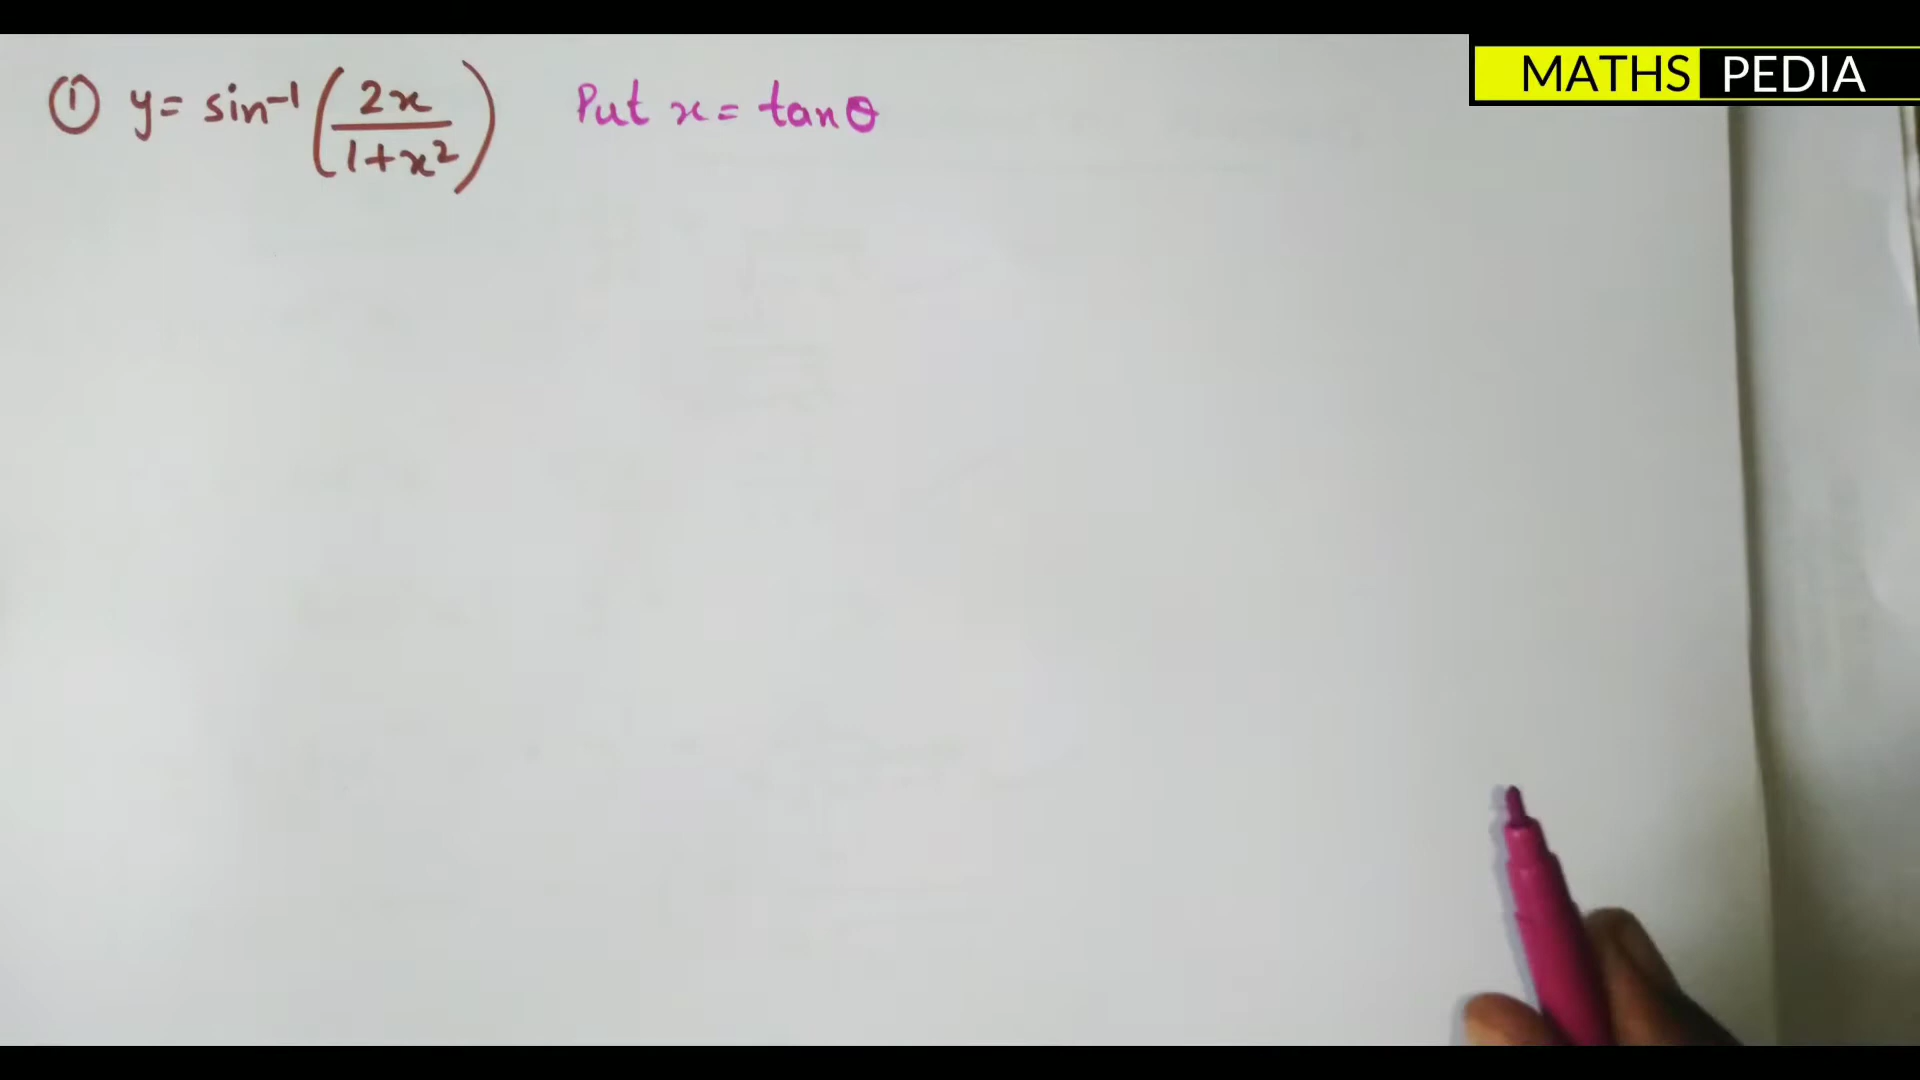 MATHS PEDIA
① y = sin⁻¹(2x/1+x²) Put x = tanθ